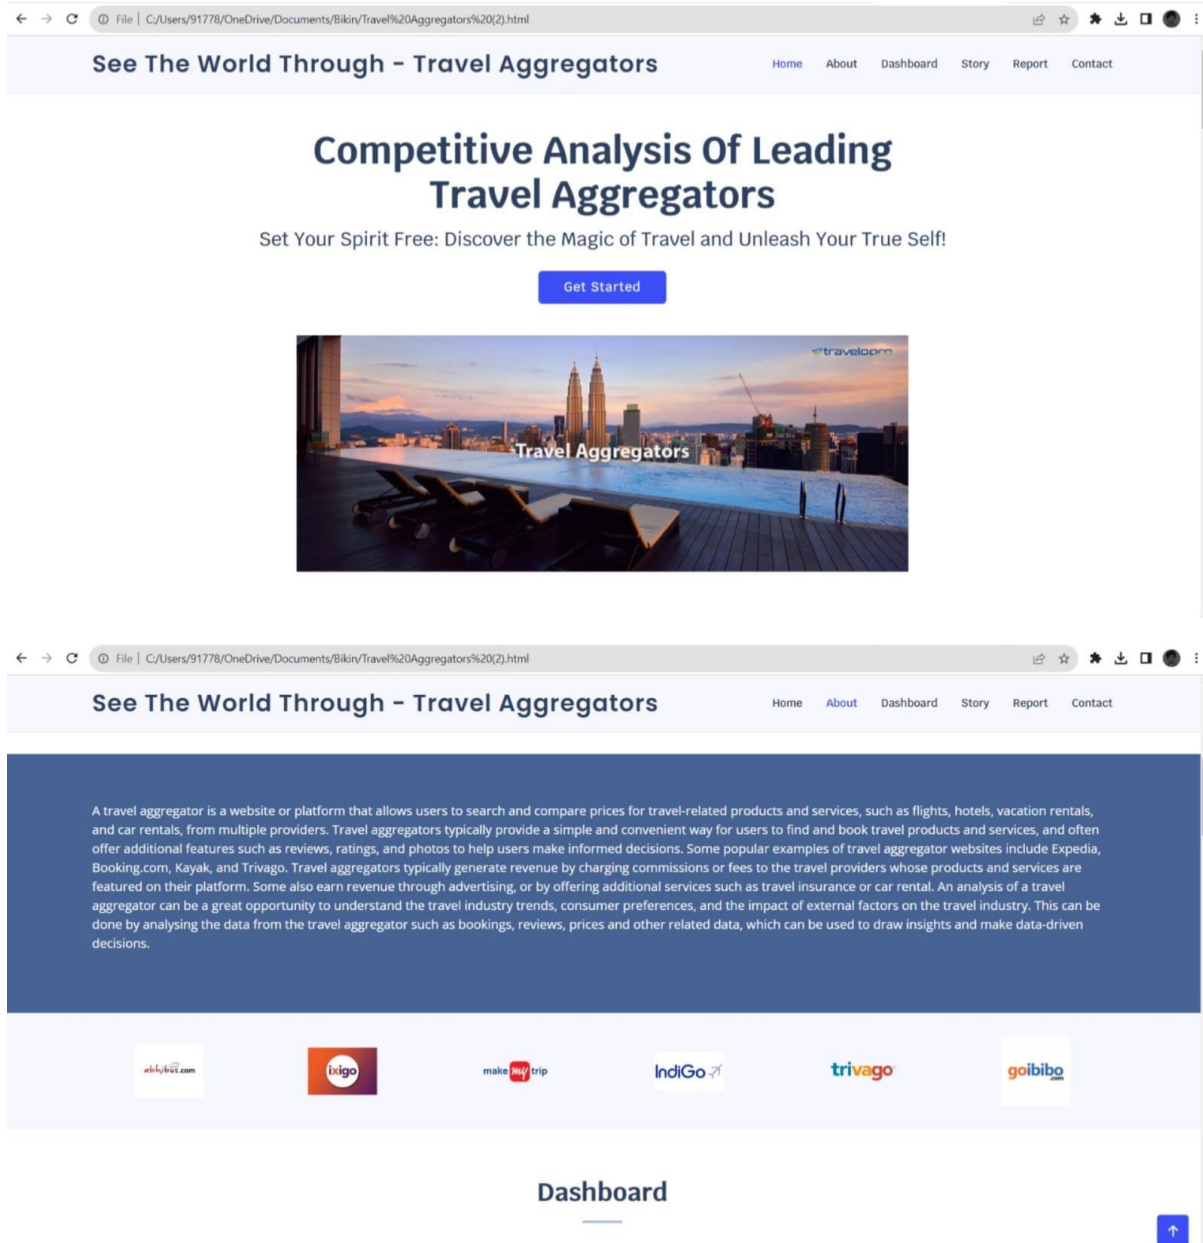 File | C:/Users/91778/OneDrive/Documents/Bikin/Travel%20Aggregators%20(2).html
See The World Through - Travel Aggregators
Home About Dashboard Story Report Contact
Competitive Analysis Of Leading
Travel Aggregators
Set Your Spirit Free: Discover the Magic of Travel and Unleash Your True Self!
Get Started
travelopro
Travel Aggregators
File | C:/Users/91778/OneDrive/Documents/Bikin/Travel%20Aggregators%20(2).html
See The World Through - Travel Aggregators
Home About Dashboard Story Report Contact
A travel aggregator is a website or platform that allows users to search and compare prices for travel-related products and services, such as flights, hotels, vacation rentals,
and car rentals, from multiple providers. Travel aggregators typically provide a simple and convenient way for users to find and book travel products and services, and often
offer additional features such as reviews, ratings, and photos to help users make informed decisions. Some popular examples of travel aggregator websites include Expedia,
Booking.com, Kayak, and Trivago. Travel aggregators typically generate revenue by charging commissions or fees to the travel providers whose products and services are
featured on their platform. Some also earn revenue through advertising, or by offering additional services such as travel insurance or car rental. An analysis of a travel
aggregator can be a great opportunity to understand the travel industry trends, consumer preferences, and the impact of external factors on the travel industry. This can be
done by analysing the data from the travel aggregator such as bookings, reviews, prices and other related data, which can be used to draw insights and make data-driven
decisions.
abhibus.com
ixigo
make my trip
IndiGo
trivago
goibibo
.com
Dashboard